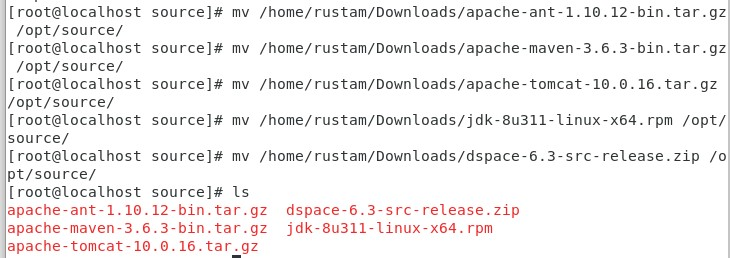 [root@localhost source]# mv /home/rustam/Downloads/apache-ant-1.10.12-bin.tar.gz
 /opt/source/
[root@localhost source]# mv /home/rustam/Downloads/apache-maven-3.6.3-bin.tar.gz
 /opt/source/
[root@localhost source]# mv /home/rustam/Downloads/apache-tomcat-10.0.16.tar.gz
/opt/source/
[root@localhost source]# mv /home/rustam/Downloads/jdk-8u311-linux-x64.rpm /opt/
source/
[root@localhost source]# mv /home/rustam/Downloads/dspace-6.3-src-release.zip /o
pt/source/
[root@localhost source]# ls
apache-ant-1.10.12-bin.tar.gz  dspace-6.3-src-release.zip
apache-maven-3.6.3-bin.tar.gz  jdk-8u311-linux-x64.rpm
apache-tomcat-10.0.16.tar.gz